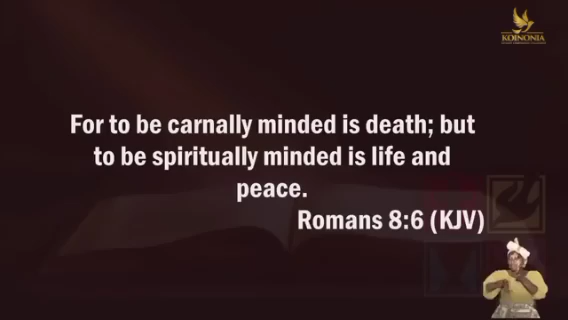 KOINONIA
For to be carnally minded is death; but
to be spiritually minded is life and
peace.
Romans 8:6 (KJV)